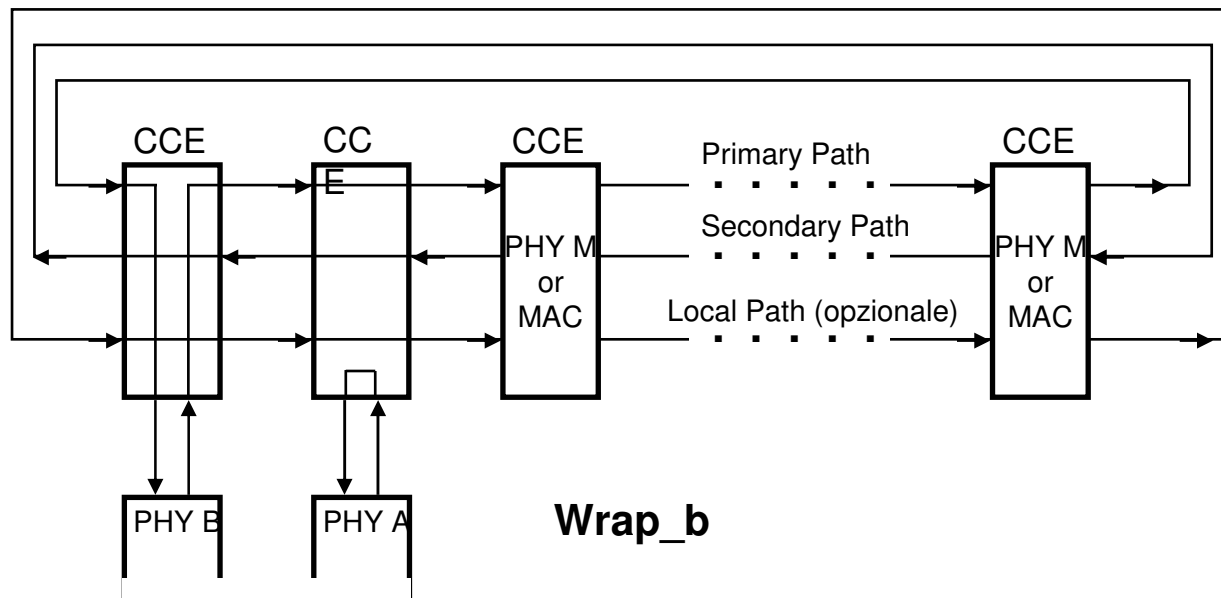 CCE
CC
E
CCE
CCE
Primary Path
Secondary Path
Local Path (opzionale)
PHY M
or
MAC
PHY M
or
MAC
PHY B
PHY A
Wrap_b